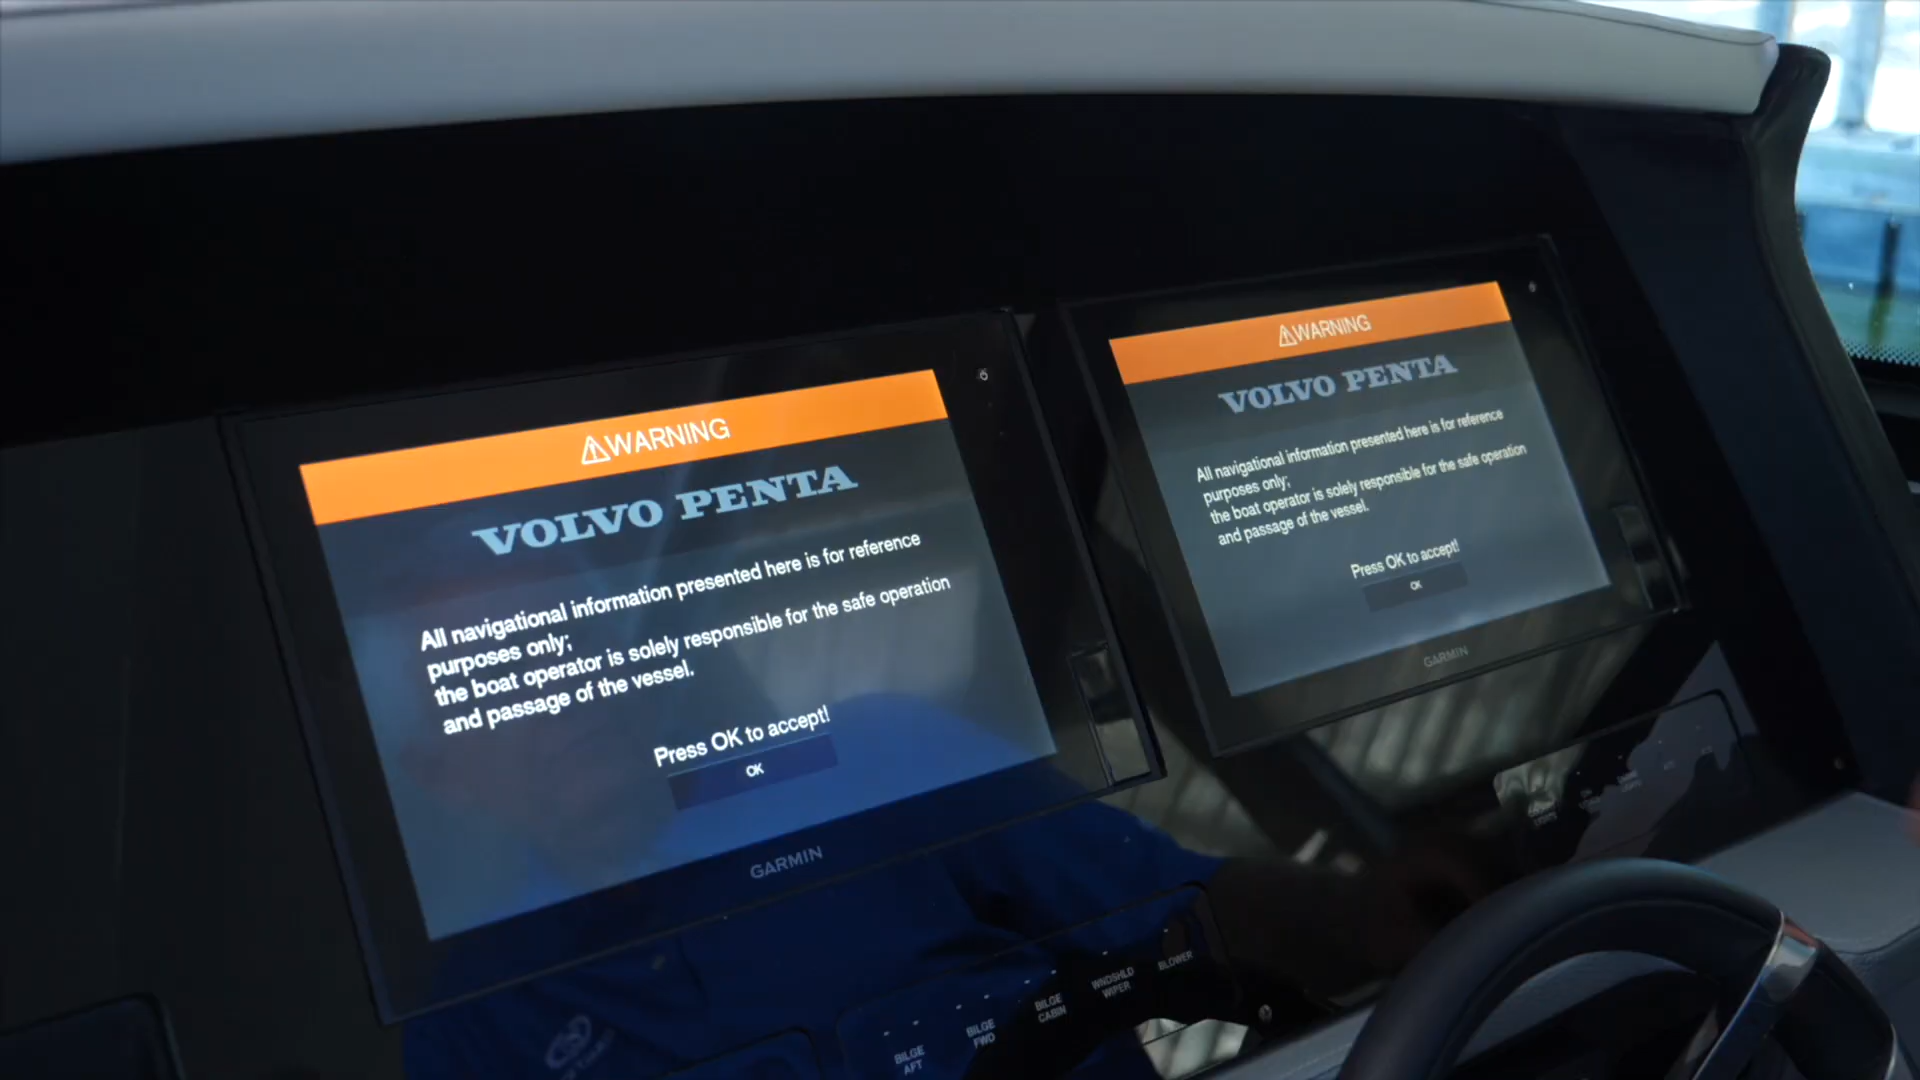 WARNING
VOLVO PENTA
All navigational information presented here is for reference
purposes only;
the boat operator is solely responsible for the safe operation
and passage of the vessel.
Press OK to accept!
OK
GARMIN
WARNING
VOLVO PENTA
All navigational information presented here is for reference
purposes only;
the boat operator is solely responsible for the safe operation
and passage of the vessel.
Press OK to accept!
OK
GARMIN
BILGE
AFT
BILGE
FWD
BILGE
CABIN
WNDSHLD
WIPER
BLOWER